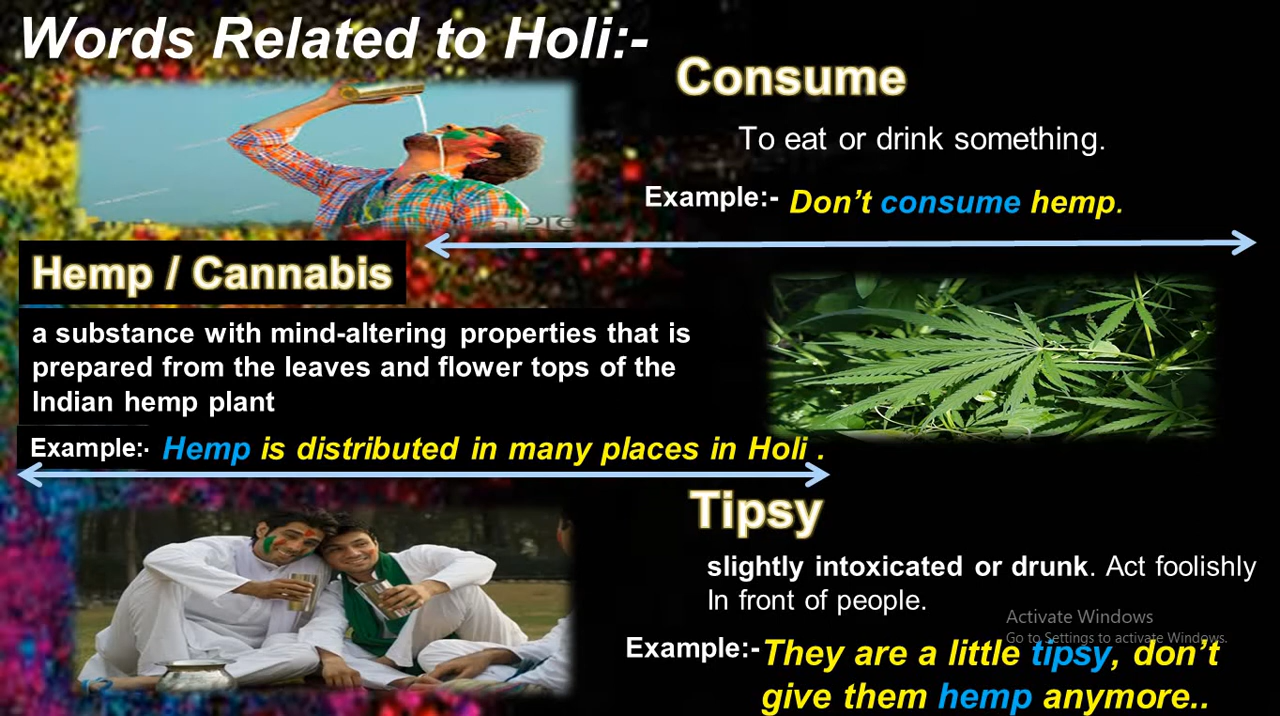 Words Related to Holi:-
Consume
To eat or drink something.
Example:- Don’t consume hemp.
Hemp / Cannabis
a substance with mind-altering properties that is
prepared from the leaves and flower tops of the
Indian hemp plant
Example:- Hemp is distributed in many places in Holi .
Tipsy
slightly intoxicated or drunk. Act foolishly
In front of people.
Activate Windows
Go to Settings to activate Windows.
Example:- They are a little tipsy, don’t
give them hemp anymore..